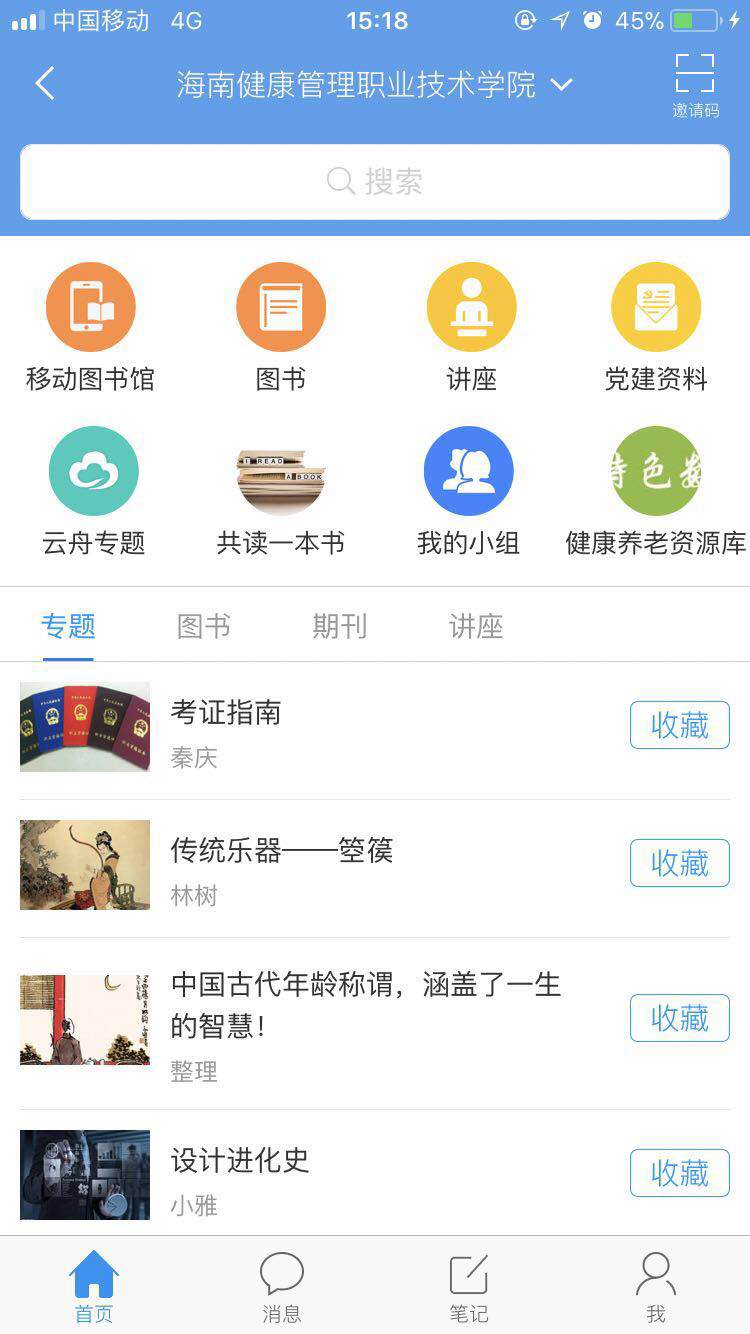 中国移动 4G 15:18 45%
海南健康管理职业技术学院
邀请码
搜索
移动图书馆 图书 讲座 党建资料
I READ
A BOOK
特色数
云舟专题 共读一本书 我的小组 健康养老资源库
专题 图书 期刊 讲座
考证指南
收藏
秦庆
传统乐器——箜篌
收藏
林树
中国古代年龄称谓，涵盖了一生
的智慧！
收藏
整理
设计进化史
收藏
小雅
首页 消息 笔记 我